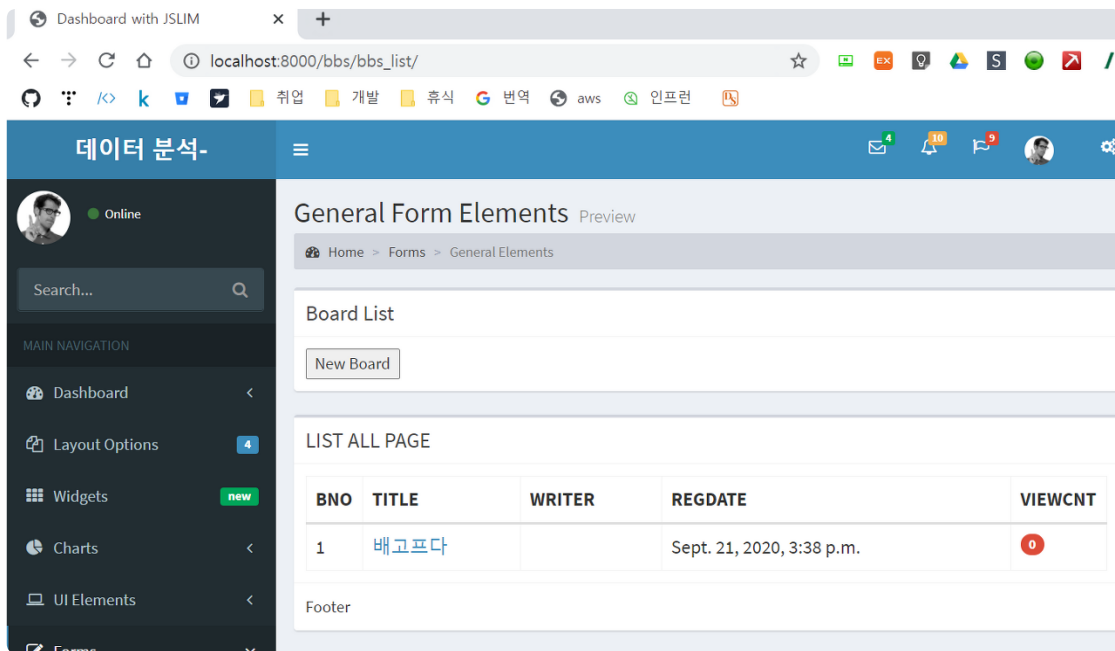 Dashboard with JSLIM
localhost:8000/bbs/bbs_list/
EX
S
k
취업
개발
휴식
G 번역
aws
인프런
데이터 분석-
4
10
9
Online
General Form Elements Preview
Home > Forms > General Elements
Search...
Board List
MAIN NAVIGATION
New Board
Dashboard
Layout Options 4
LIST ALL PAGE
Widgets new
BNO TITLE WRITER REGDATE VIEWCNT
Charts
1 배고프다 Sept. 21, 2020, 3:38 p.m. 0
UI Elements
Footer
Forms